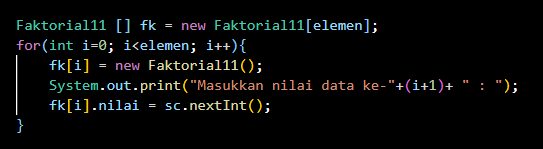 Faktorial11 [] fk = new Faktorial11[elemen];
for(int i=0; i<elemen; i++){
    fk[i] = new Faktorial11();
    System.out.print("Masukkan nilai data ke-"+(i+1)+ " : ");
    fk[i].nilai = sc.nextInt();
}